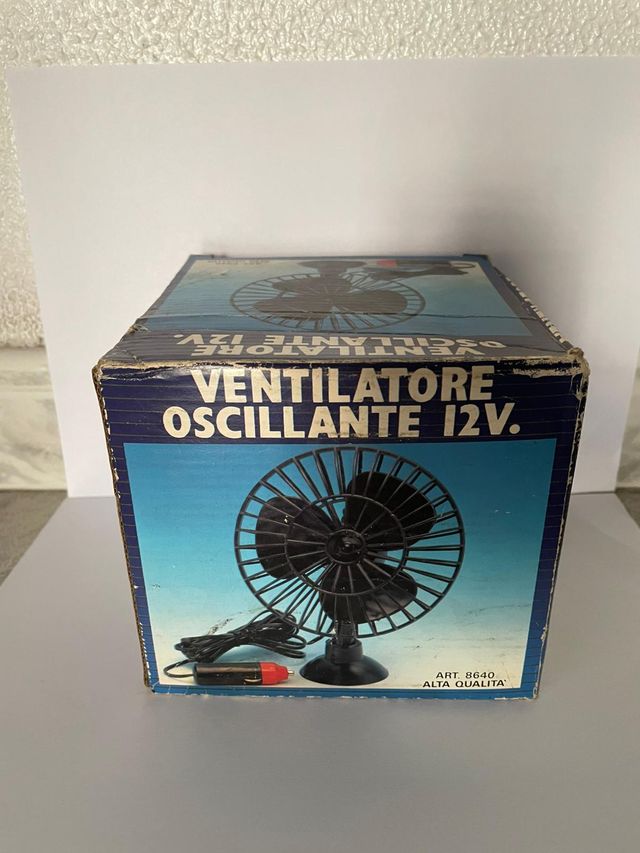 VENTILATORE
OSCILLANTE 12V.
VENTILATORE
OSCILLANTE 12V.
ART. 8640
ALTA QUALITA'